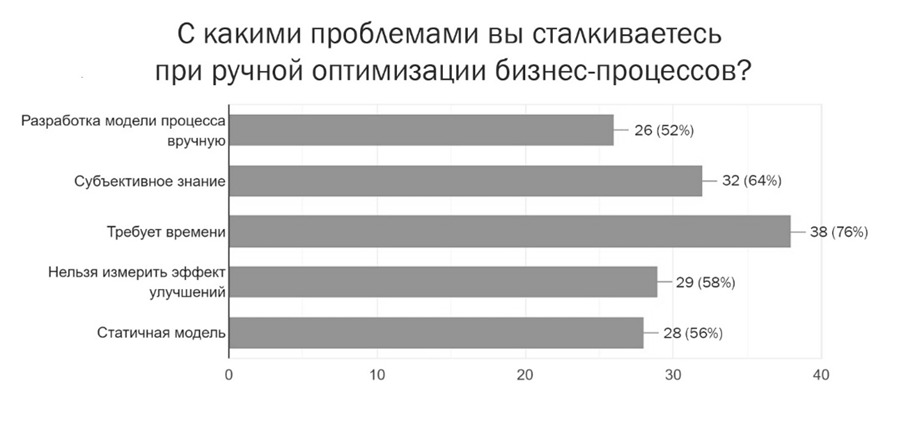 С какими проблемами вы сталкиваетесь
при ручной оптимизации бизнес-процессов?
Разработка модели процесса
вручную
26 (52%)
Субъективное знание
32 (64%)
Требует времени
38 (76%)
Нельзя измерить эффект
улучшений
29 (58%)
Статичная модель
28 (56%)
0 10 20 30 40